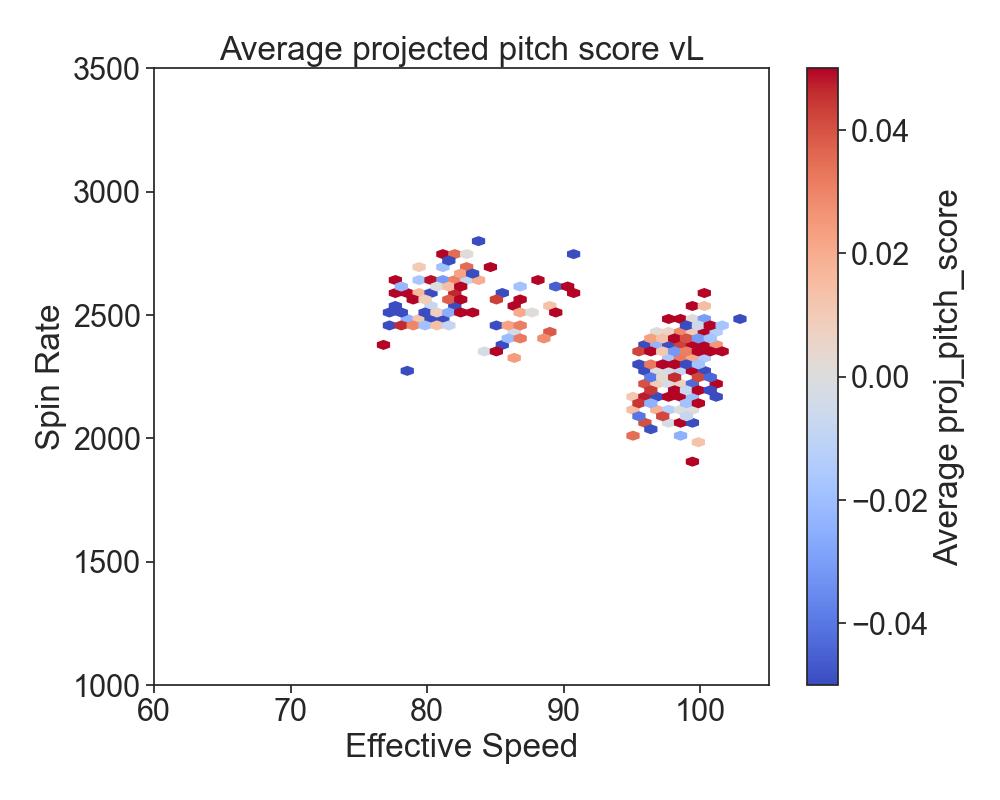 Average projected pitch score vL
3500
3000
2500
2000
1500
1000
Spin Rate
60 70 80 90 100
Effective Speed
0.04
0.02
0.00
−0.02
−0.04
Average proj_pitch_score